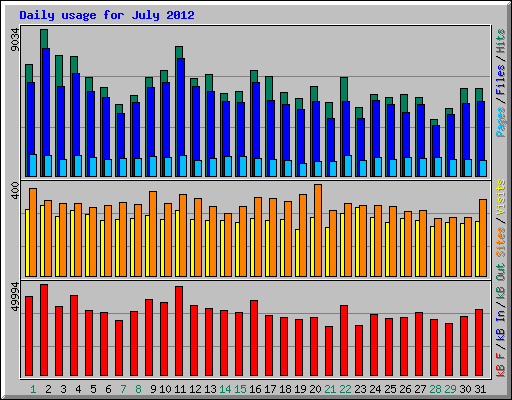 Daily usage for July 2012
9034
400
49994
Pages / Files / Hits
Sites / Visits
kB F / kB In / kB Out
1 2 3 4 5 6 7 8 9 10 11 12 13 14 15 16 17 18 19 20 21 22 23 24 25 26 27 28 29 30 31